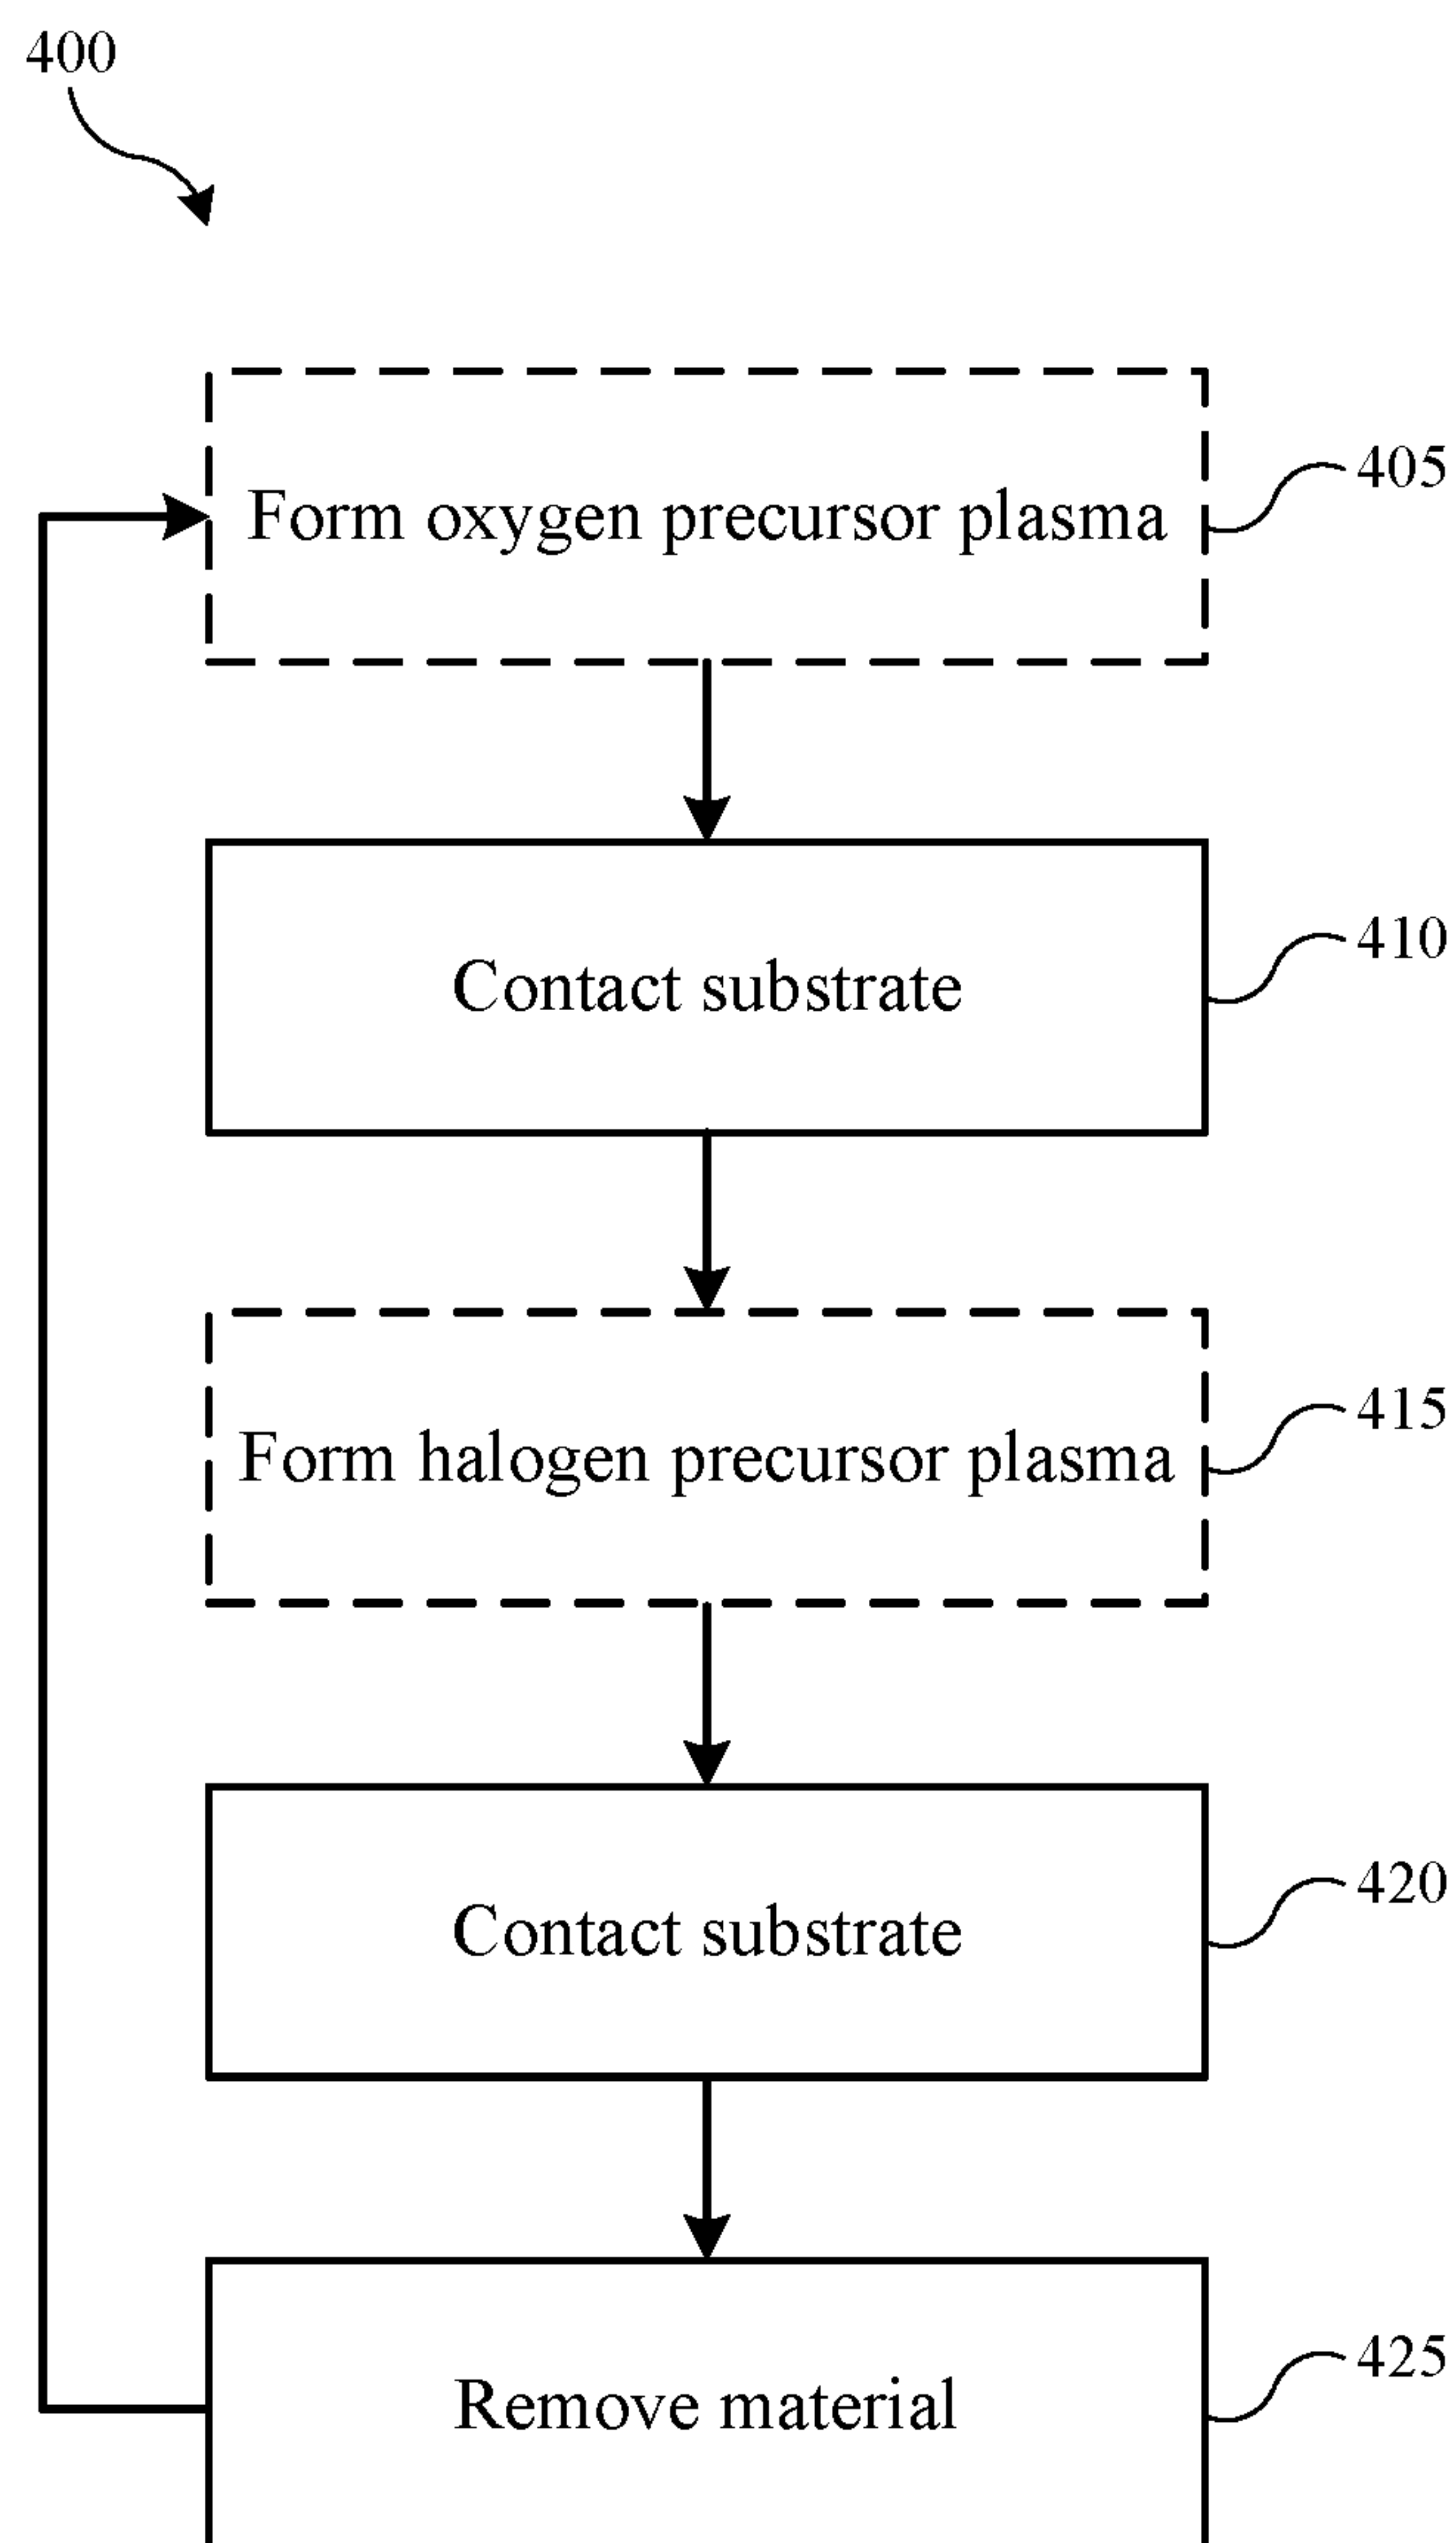 400
Form oxygen precursor plasma
405
Contact substrate
410
Form halogen precursor plasma
415
Contact substrate
420
Remove material
425